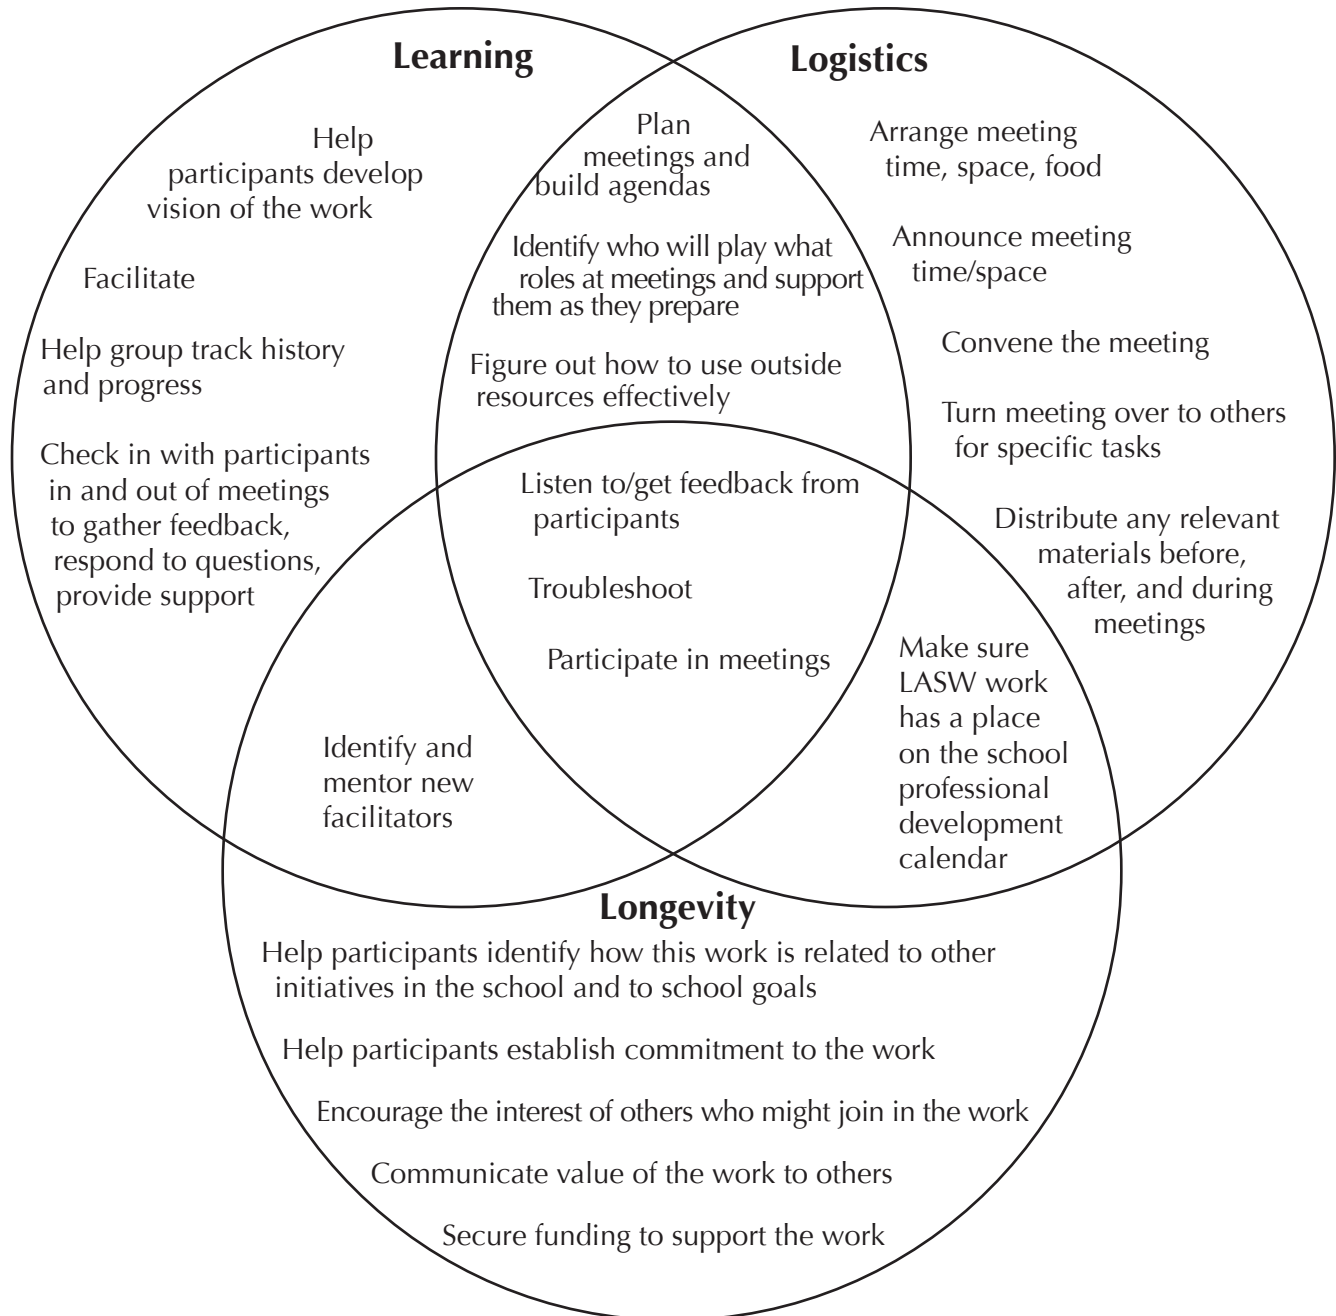 Learning
Help
participants develop
vision of the work
Facilitate
Help group track history
and progress
Check in with participants
in and out of meetings
to gather feedback,
respond to questions,
provide support
Plan
meetings and
build agendas
Identify who will play what
roles at meetings and support
them as they prepare
Figure out how to use outside
resources effectively
Logistics
Arrange meeting
time, space, food
Announce meeting
time/space
Convene the meeting
Turn meeting over to others
for specific tasks
Distribute any relevant
materials before,
after, and during
meetings
Listen to/get feedback from
participants
Troubleshoot
Participate in meetings
Identify and
mentor new
facilitators
Make sure
LASW work
has a place
on the school
professional
development
calendar
Longevity
Help participants identify how this work is related to other
initiatives in the school and to school goals
Help participants establish commitment to the work
Encourage the interest of others who might join in the work
Communicate value of the work to others
Secure funding to support the work